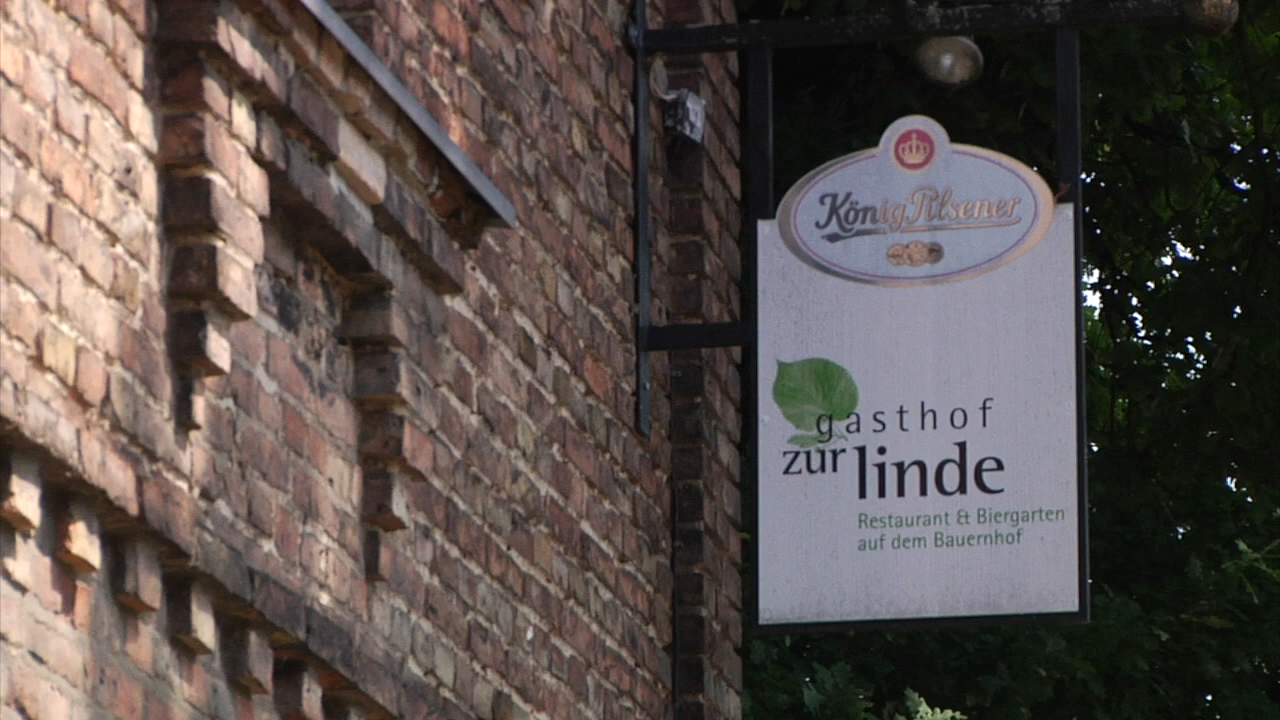 König Pilsener
gasthof
zur linde
Restaurant & Biergarten
auf dem Bauernhof